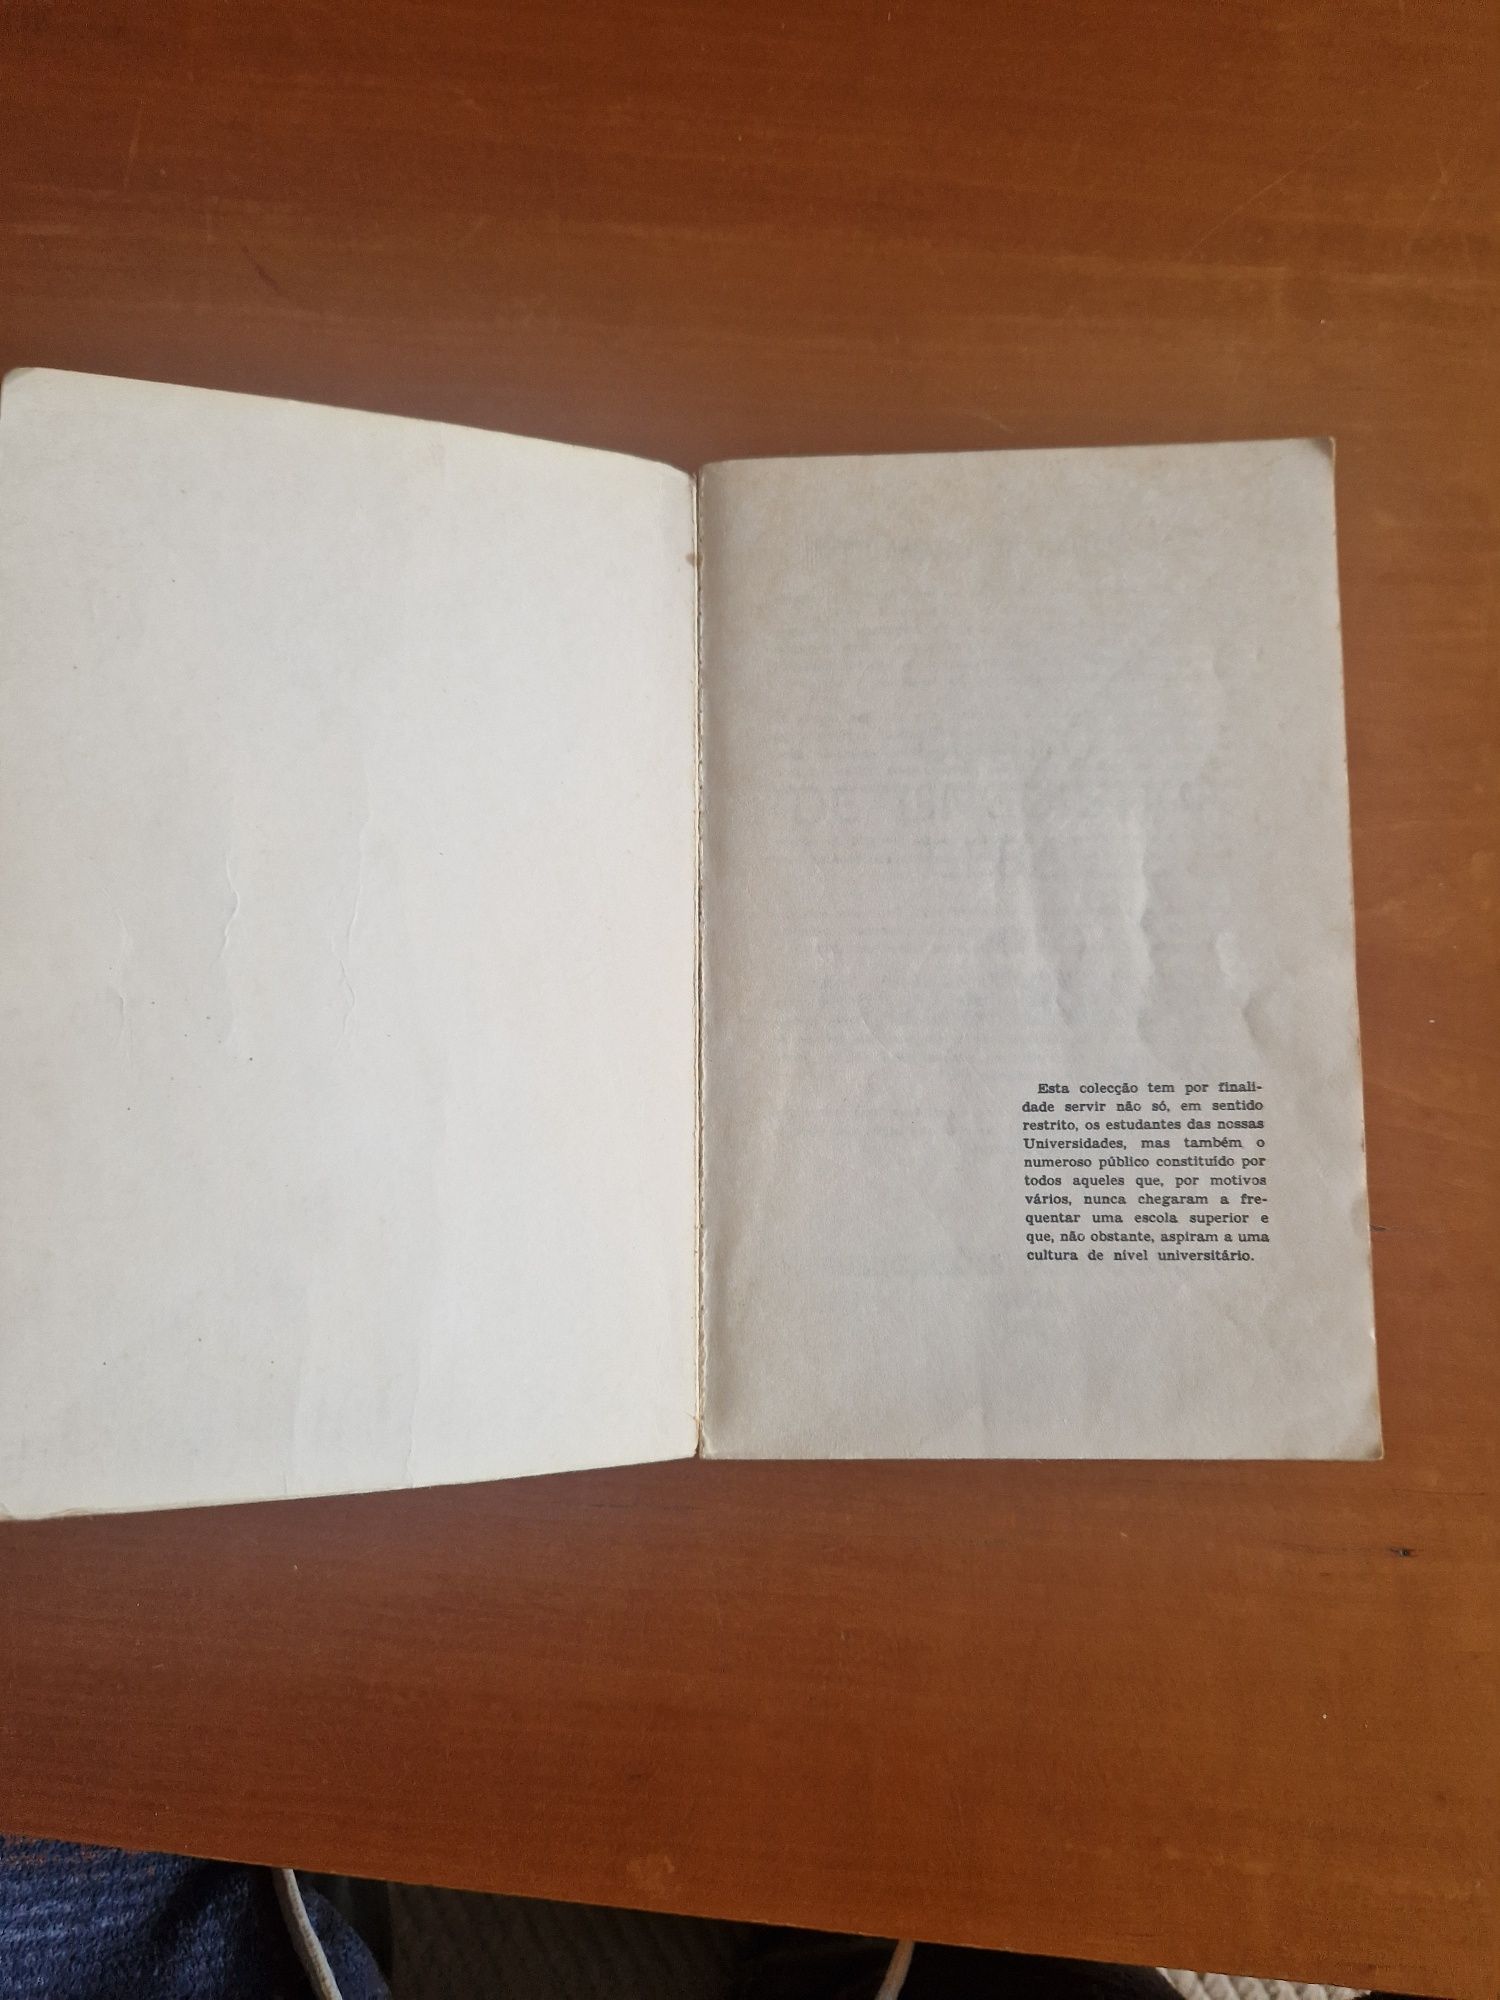 Esta colecção tem por finali-
dade servir não só, em sentido
restrito, os estudantes das nossas
Universidades, mas também o
numeroso público constituído por
todos aqueles que, por motivos
vários, nunca chegaram a fre-
quentar uma escola superior e
que, não obstante, aspiram a uma
cultura de nível universitário.